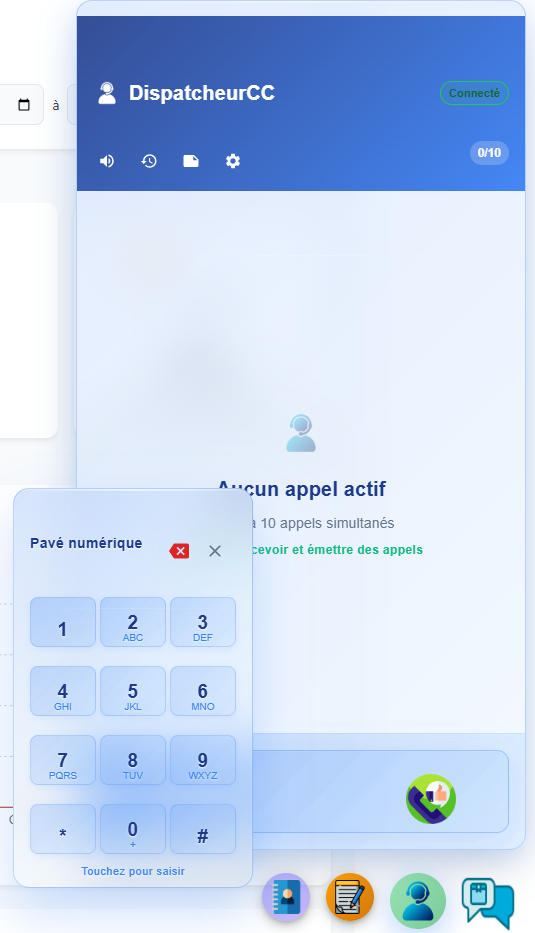 à
DispatcheurCC
Connecté
0/10
Aucun appel actif
à 10 appels simultanés
cevoir et émettre des appels
Pavé numérique
1
2
ABC
3
DEF
4
GHI
5
JKL
6
MNO
7
PQRS
8
TUV
9
WXYZ
*
0
+
#
Touchez pour saisir